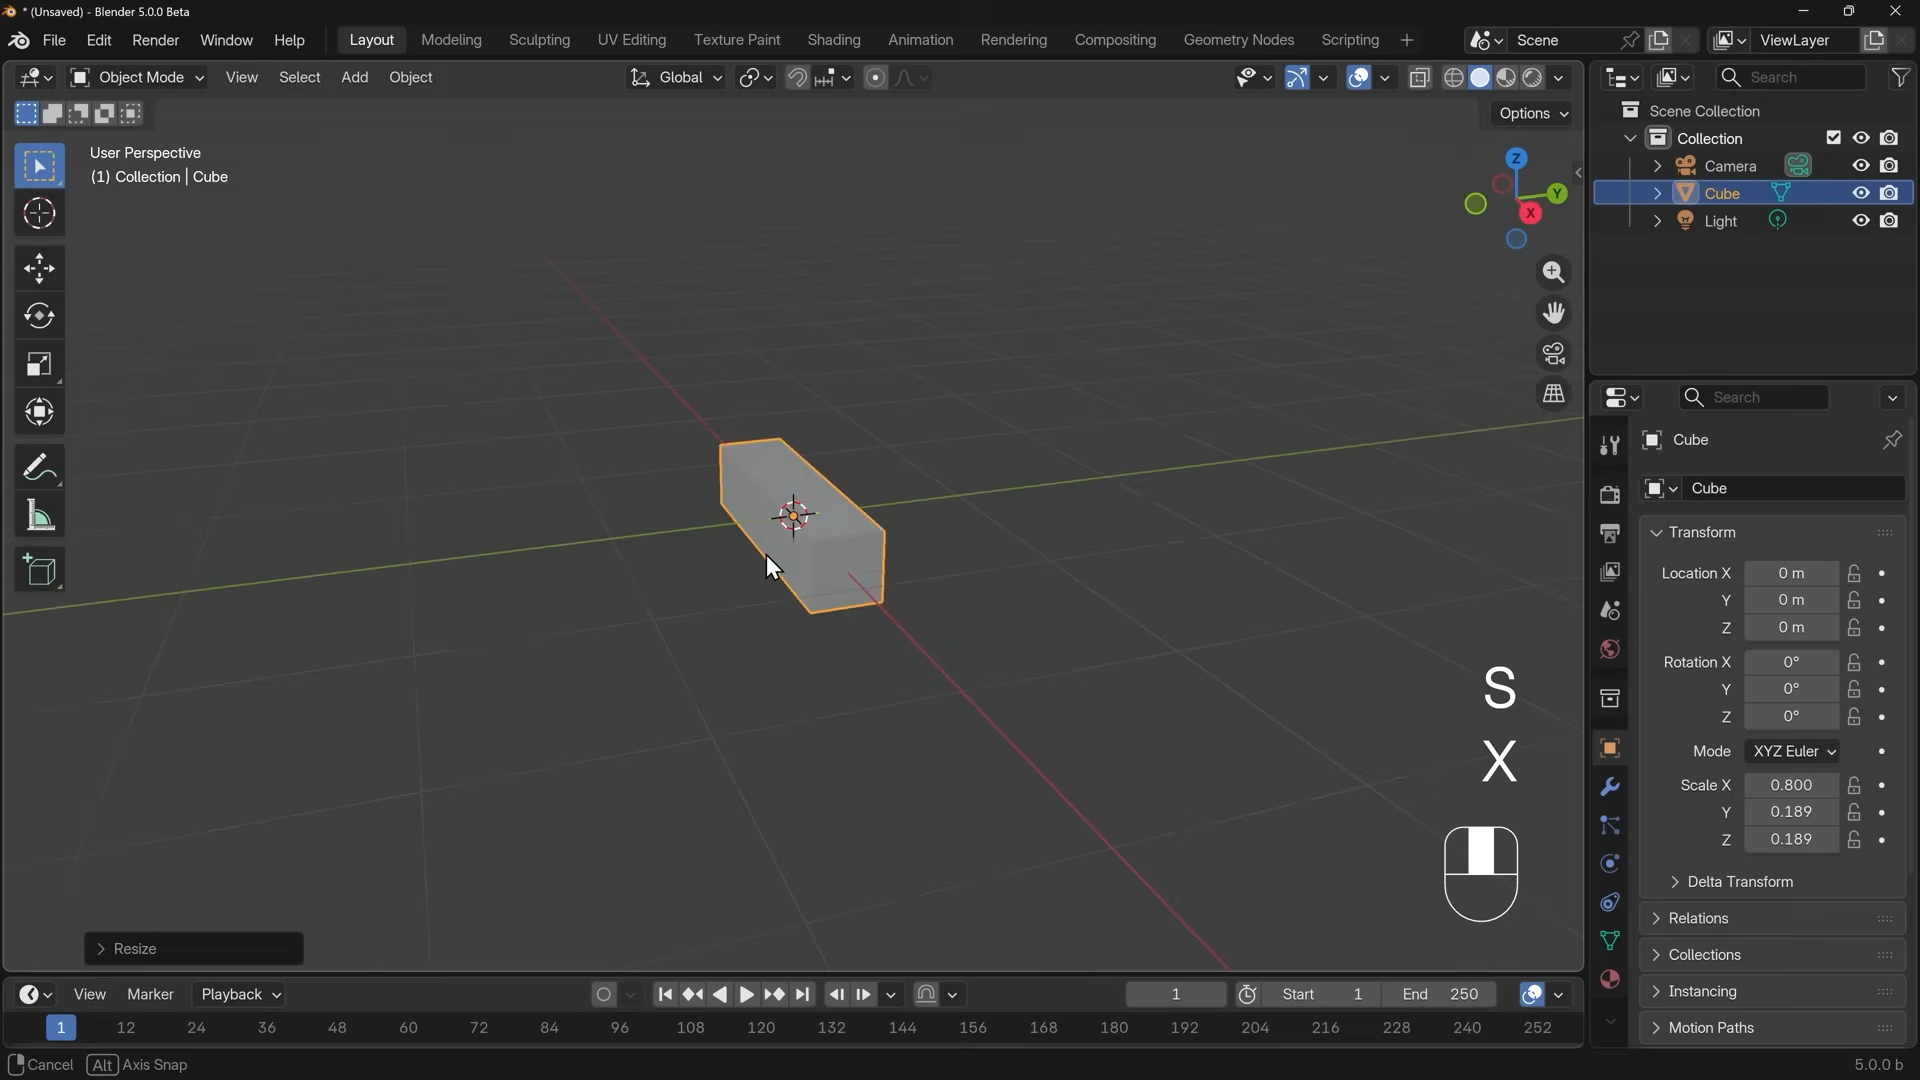 * (Unsaved) - Blender 5.0.0 Beta
File Edit Render Window Help Layout Modeling Sculpting UV Editing Texture Paint Shading Animation Rendering Compositing Geometry Nodes Scripting + Scene ViewLayer
Object Mode View Select Add Object Global Search
Options
Scene Collection
Collection
Camera
Cube
Light
User Perspective
(1) Collection | Cube
Z
Y
X
Search
Cube
Cube
Transform
Location X 0 m
Y 0 m
Z 0 m
Rotation X 0°
Y 0°
Z 0°
Mode XYZ Euler
Scale X 0.800
Y 0.189
Z 0.189
Delta Transform
Relations
Collections
Instancing
Motion Paths
S
X
Resize
View Marker Playback 1 Start 1 End 250
1 12 24 36 48 60 72 84 96 108 120 132 144 156 168 180 192 204 216 228 240 252
Cancel Alt Axis Snap 5.0.0 b